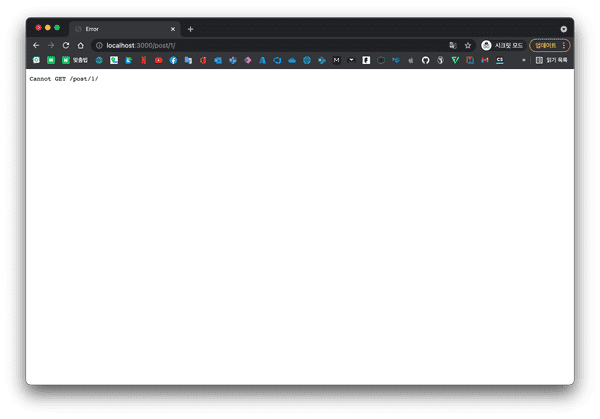 Error
localhost:3000/post/1/
시크릿 모드
업데이트
맞춤법
읽기 목록
Cannot GET /post/1/